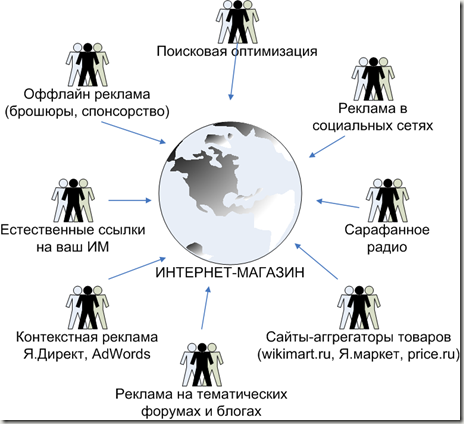 Поисковая оптимизация
Оффлайн реклама
(брошюры, спонсорство)
Реклама в
социальных сетях
Естественные ссылки
на ваш ИМ
Сарафанное
радио
ИНТЕРНЕТ-МАГАЗИН
Контекстная реклама
Я.Директ, AdWords
Сайты-аггрегаторы товаров
(wikimart.ru, Я.маркет, price.ru)
Реклама на тематических
форумах и блогах